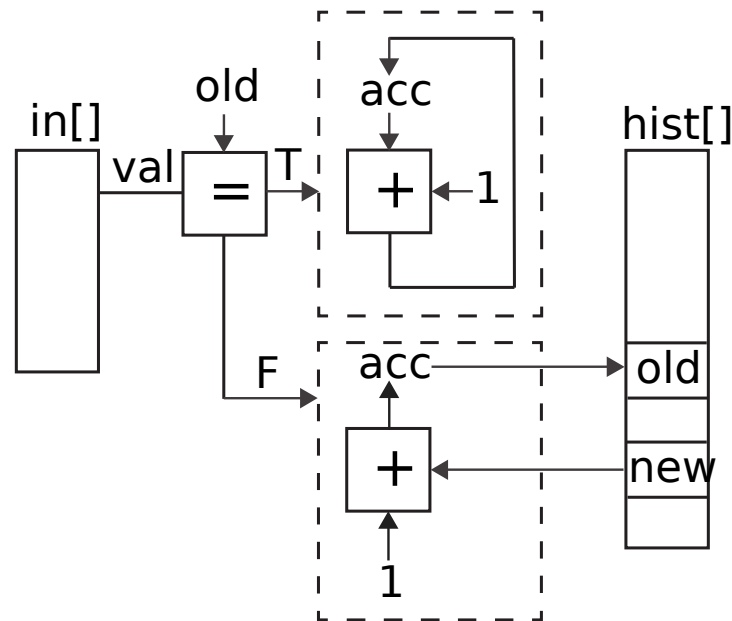 in[]
val
old
=
T
acc
+
1
F
acc
+
1
hist[]
old
new